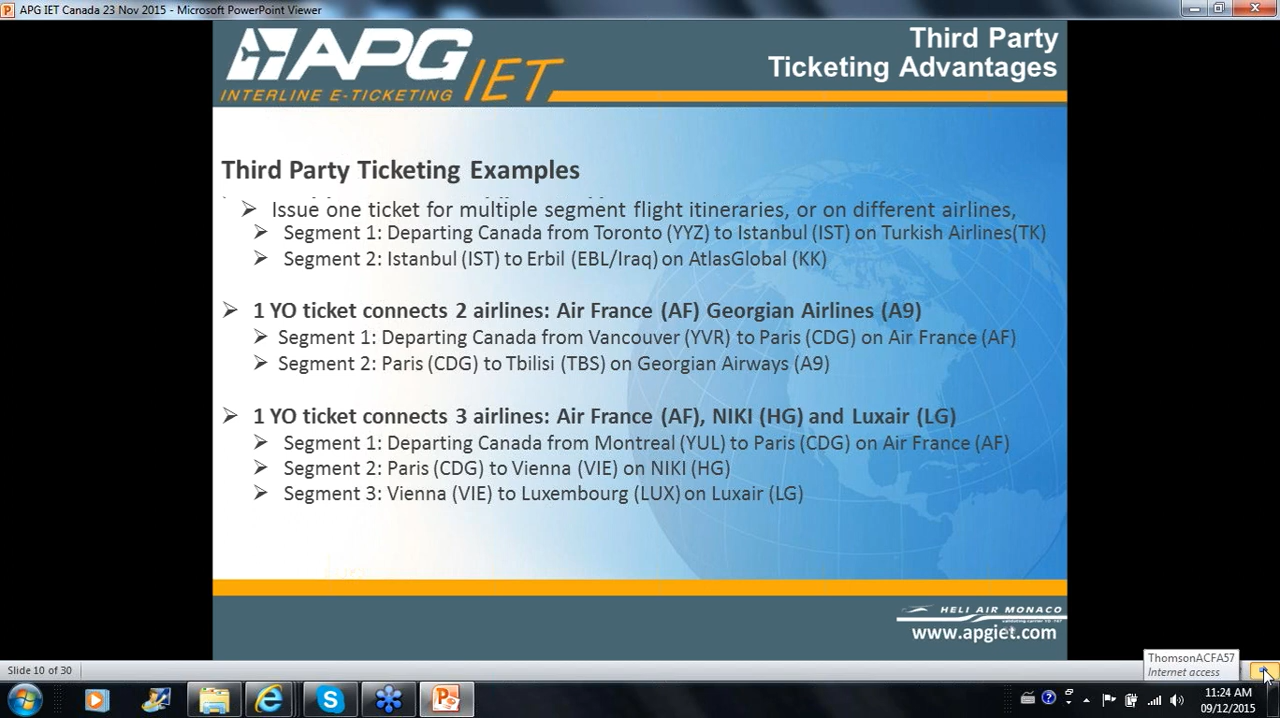 APG IET Canada 23 Nov 2015 - Microsoft PowerPoint Viewer
APG IET
INTERLINE E-TICKETING
Third Party
Ticketing Advantages
Third Party Ticketing Examples
➢ Issue one ticket for multiple segment flight itineraries, or on different airlines,
➢ Segment 1: Departing Canada from Toronto (YYZ) to Istanbul (IST) on Turkish Airlines(TK)
➢ Segment 2: Istanbul (IST) to Erbil (EBL/Iraq) on AtlasGlobal (KK)
➢ 1 YO ticket connects 2 airlines: Air France (AF) Georgian Airlines (A9)
➢ Segment 1: Departing Canada from Vancouver (YVR) to Paris (CDG) on Air France (AF)
➢ Segment 2: Paris (CDG) to Tbilisi (TBS) on Georgian Airways (A9)
➢ 1 YO ticket connects 3 airlines: Air France (AF), NIKI (HG) and Luxair (LG)
➢ Segment 1: Departing Canada from Montreal (YUL) to Paris (CDG) on Air France (AF)
➢ Segment 2: Paris (CDG) to Vienna (VIE) on NIKI (HG)
➢ Segment 3: Vienna (VIE) to Luxembourg (LUX) on Luxair (LG)
HELI AIR MONACO
www.apgiet.com
Slide 10 of 30
ThomsonACFA57
Internet access
11:24 AM
09/12/2015